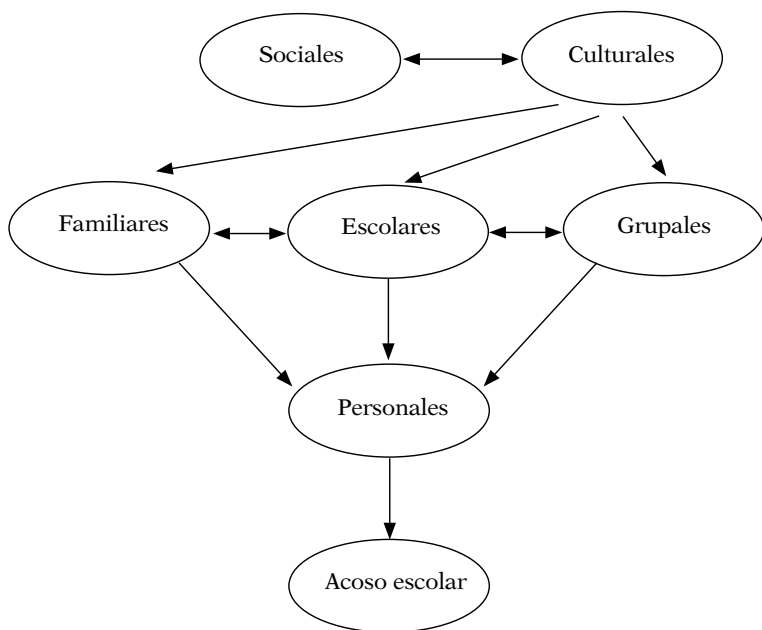 Sociales
Culturales
Familiares
Escolares
Grupales
Personales
Acoso escolar